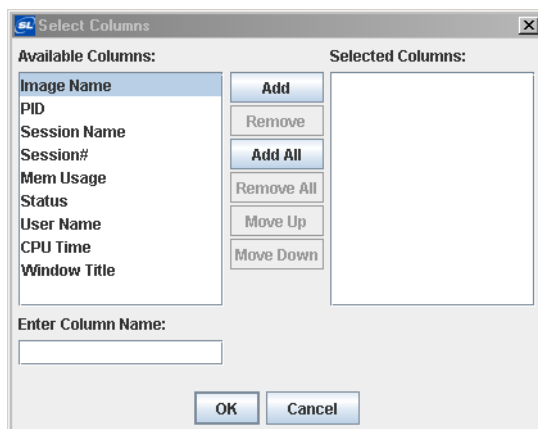 SL Select Columns
Available Columns:
Selected Columns:
Image Name
PID
Session Name
Session#
Mem Usage
Status
User Name
CPU Time
Window Title
Add
Remove
Add All
Remove All
Move Up
Move Down
Enter Column Name:
OK
Cancel